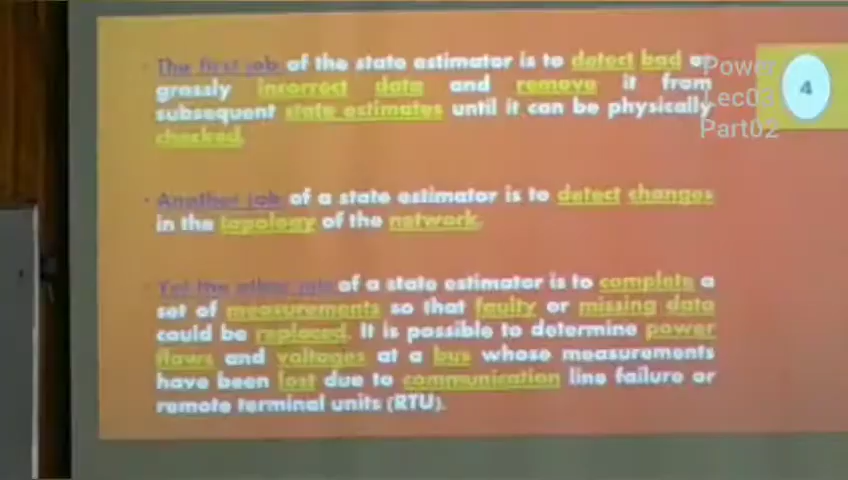 The first job of the state estimator is to detect bad or
grossly incorrect data and remove it from
subsequent state estimates until it can be physically
checked.
Another job of a state estimator is to detect changes
in the topology of the network.
Yet the other job of a state estimator is to complete a
set of measurements so that faulty or missing data
could be replaced. It is possible to determine power
flows and voltages at a bus whose measurements
have been lost due to communication line failure or
remote terminal units (RTU).
Power
Lec02
Part02
4